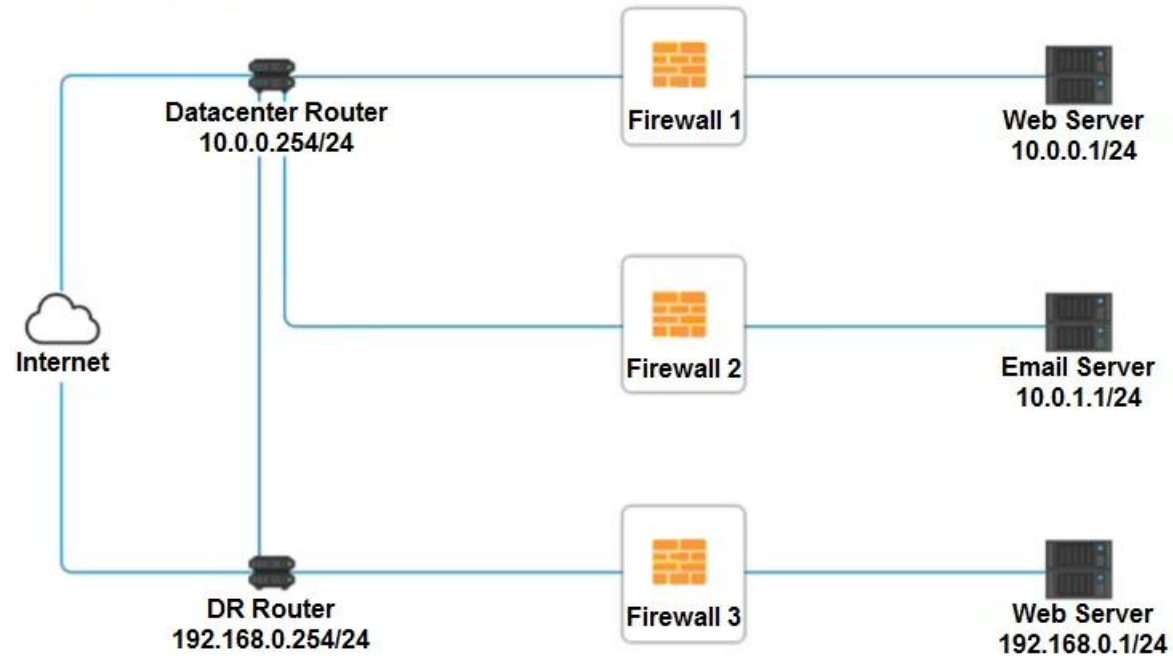 Datacenter Router
10.0.0.254/24
Firewall 1
Web Server
10.0.0.1/24
Internet
Firewall 2
Email Server
10.0.1.1/24
DR Router
192.168.0.254/24
Firewall 3
Web Server
192.168.0.1/24